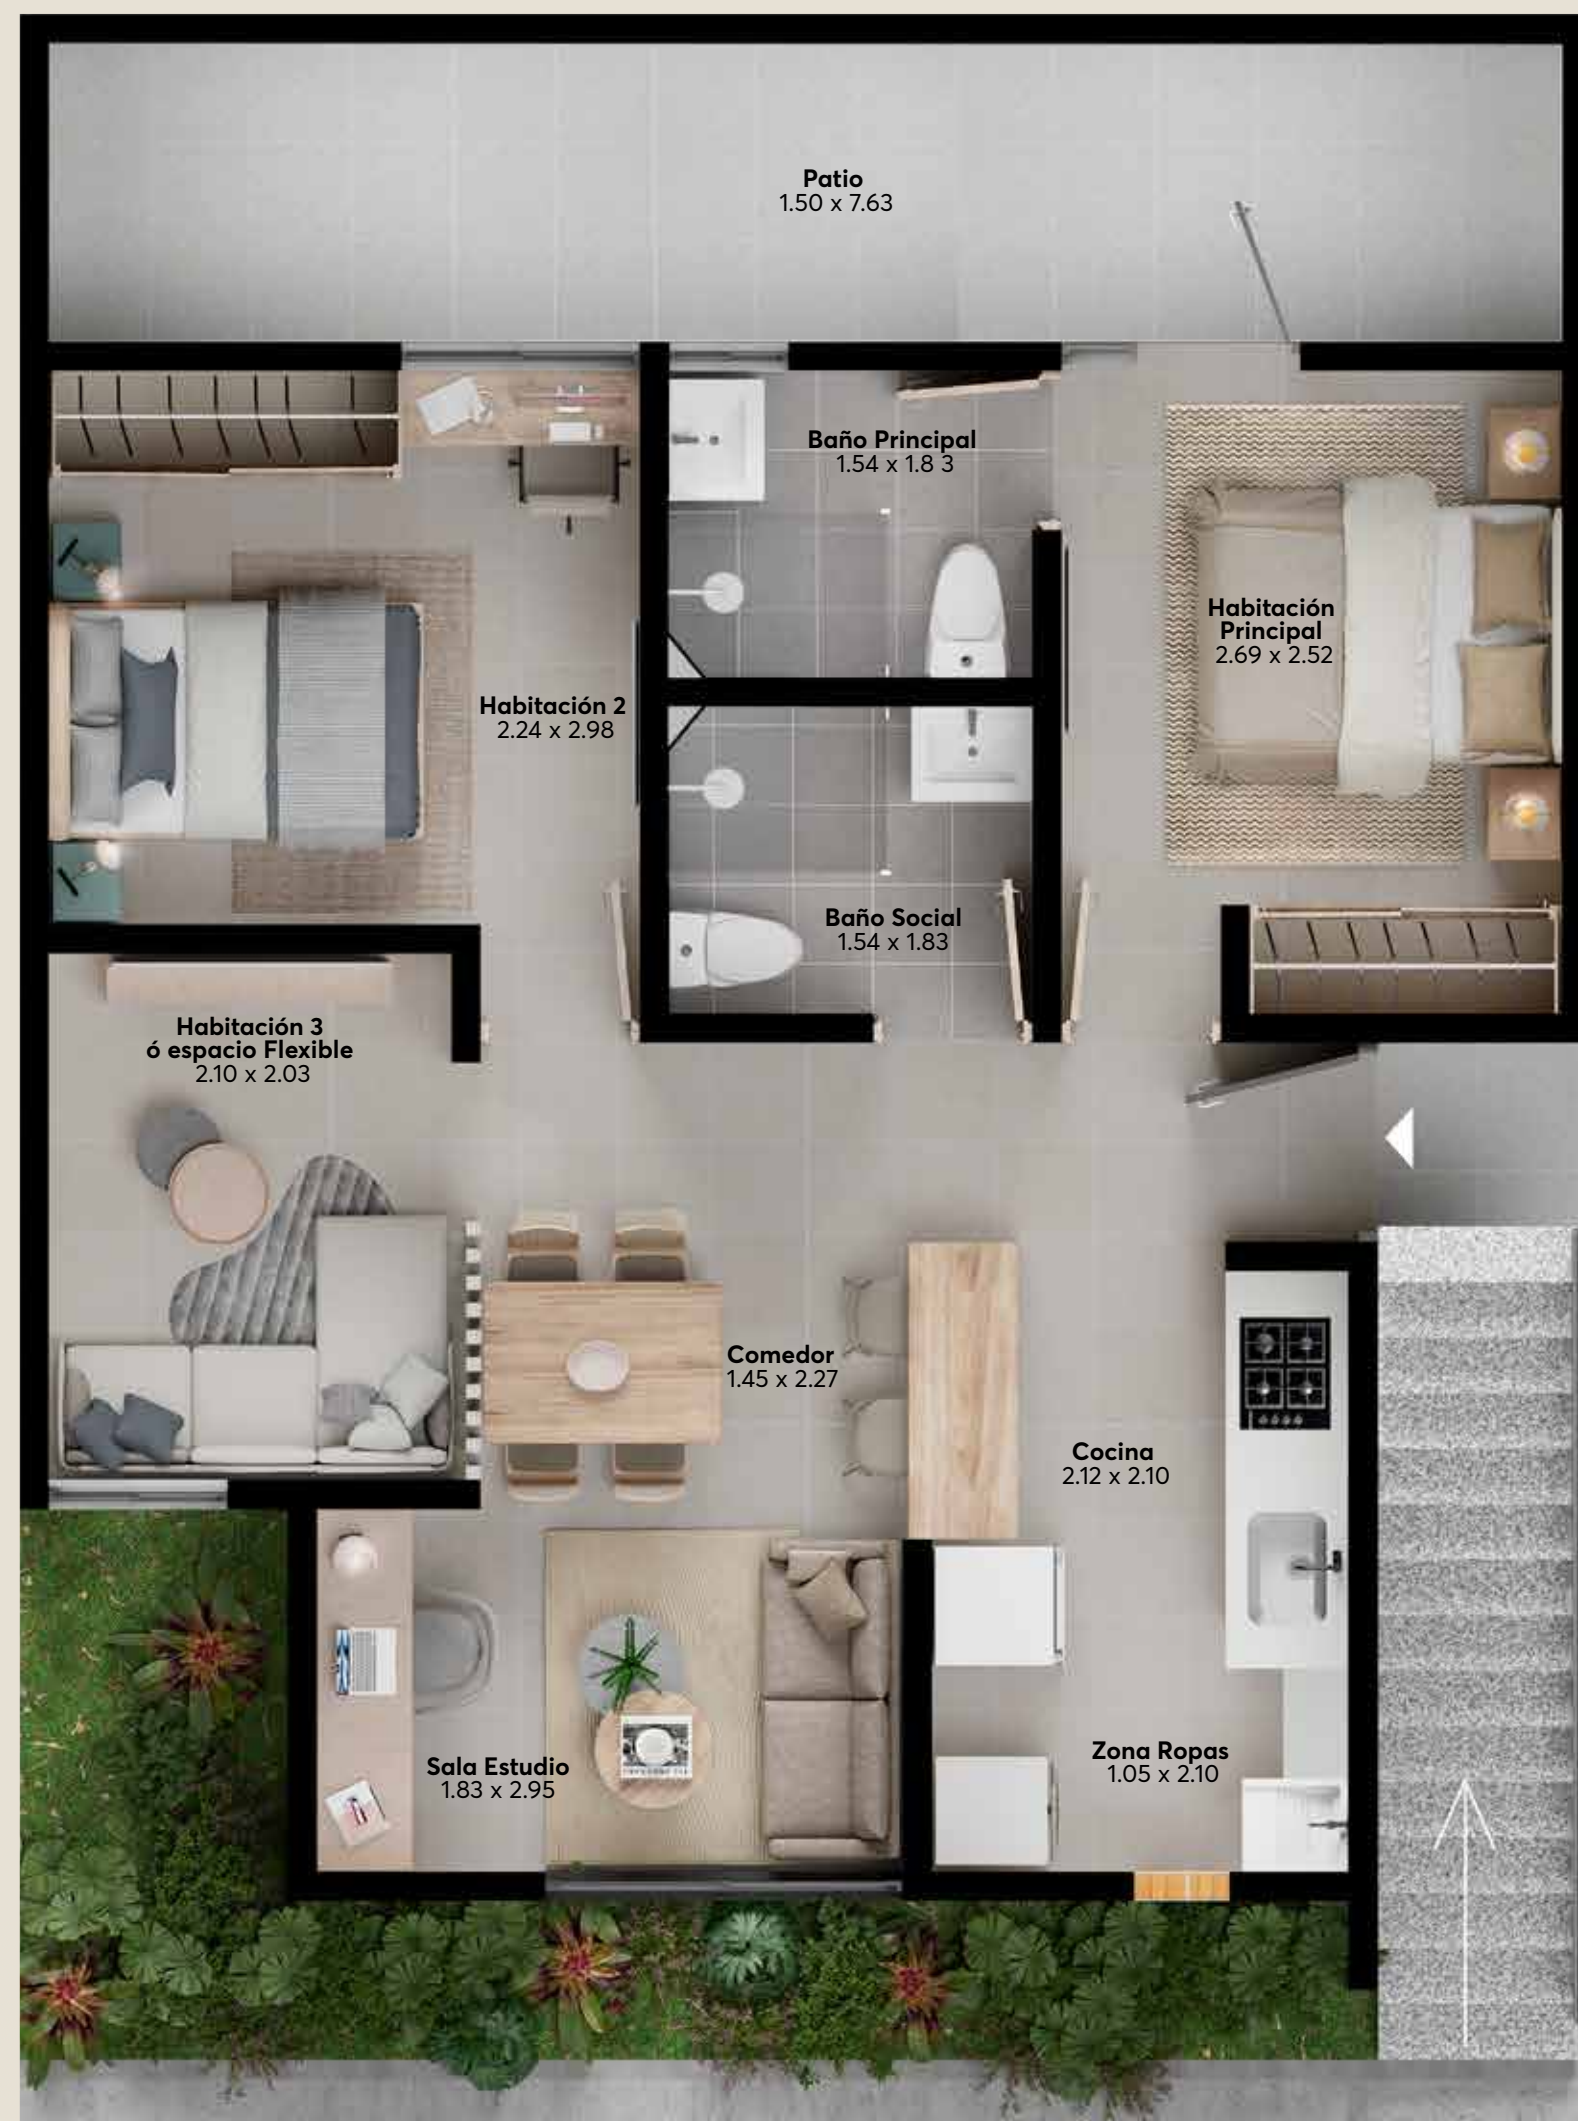 Patio
1.50 x 7.63
Baño Principal
1.54 x 1.8 3
Habitación
Principal
2.69 x 2.52
Habitación 2
2.24 x 2.98
Baño Social
1.54 x 1.83
Habitación 3
ó espacio Flexible
2.10 x 2.03
Comedor
1.45 x 2.27
Cocina
2.12 x 2.10
Zona Ropas
1.05 x 2.10
Sala Estudio
1.83 x 2.95